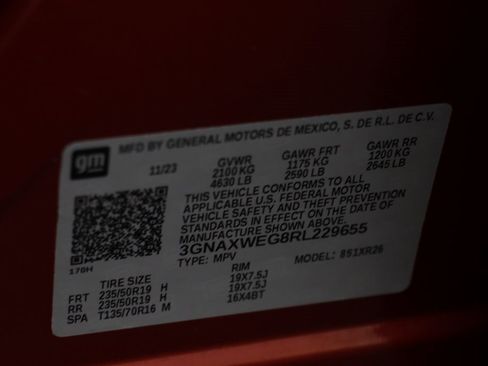 gm
MFD BY GENERAL MOTORS DE MEXICO, S. DE R.L. DE C.V.
11/23
GVWR GAWR FRT GAWR RR
2100 KG 1175 KG 1200 KG
4630 LB 2590 LB 2645 LB
THIS VEHICLE CONFORMS TO ALL
APPLICABLE U.S. FEDERAL MOTOR
VEHICLE SAFETY AND THEFT PREVENTION
STANDARDS IN EFFECT ON THE DATE OF
MANUFACTURE SHOWN ABOVE.
3GNAXWEG8RL229655
TYPE: MPV MODEL: 851XR26
170H
TIRE SIZE RIM
FRT 235/50R19 H 19X7.5J
RR 235/50R19 H 19X7.5J
SPA T135/70R16 M 16X4BT